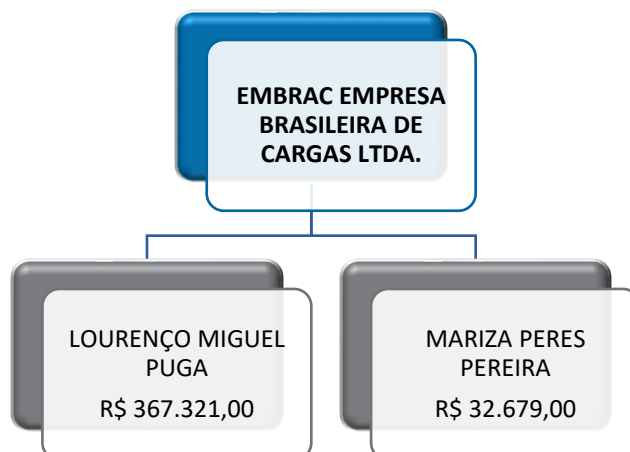 EMBRAC EMPRESA
BRASILEIRA DE
CARGAS LTDA.
LOURENÇO MIGUEL
PUGA
R$ 367.321,00
MARIZA PERES
PEREIRA
R$ 32.679,00